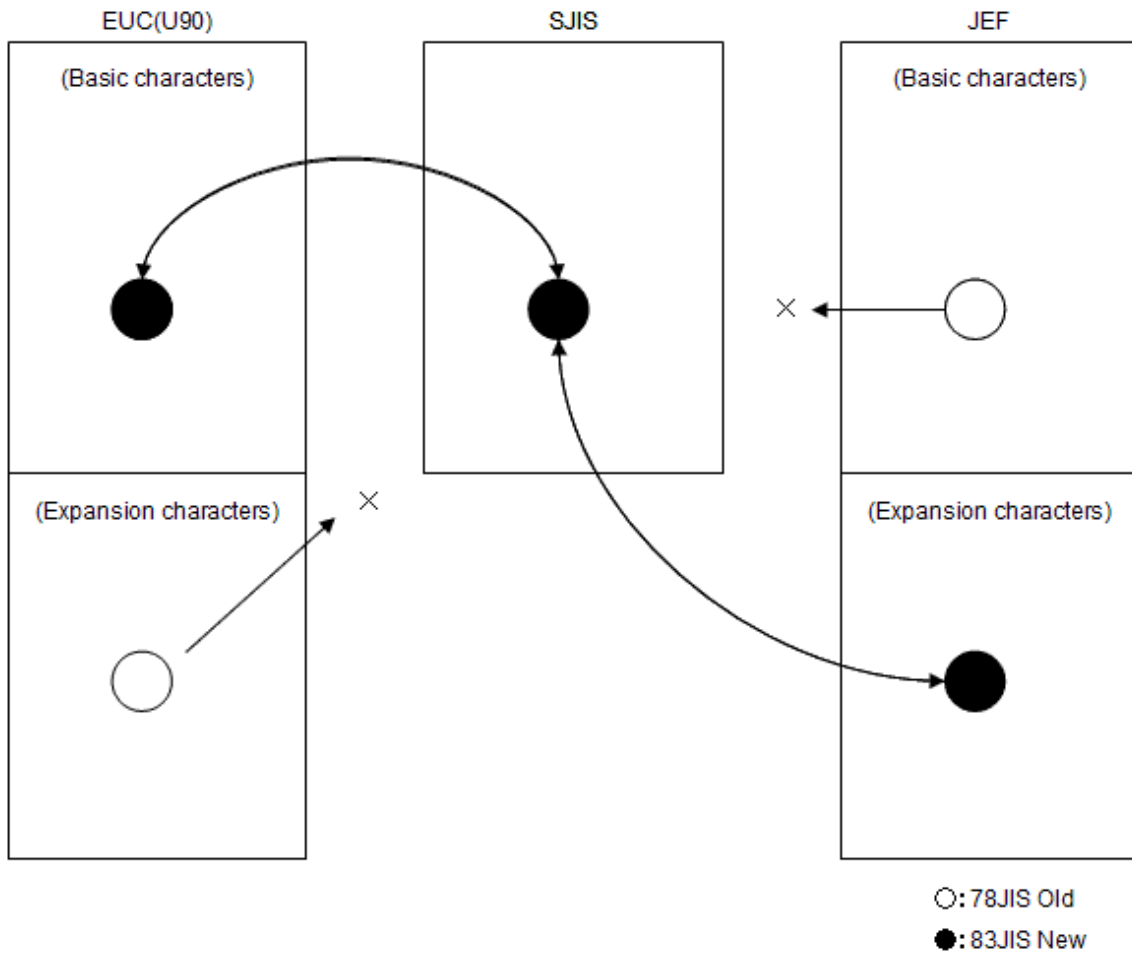 EUC(U90)
SJIS
JEF
(Basic characters)
(Basic characters)
(Expansion characters)
(Expansion characters)
○: 78JIS Old
●: 83JIS New